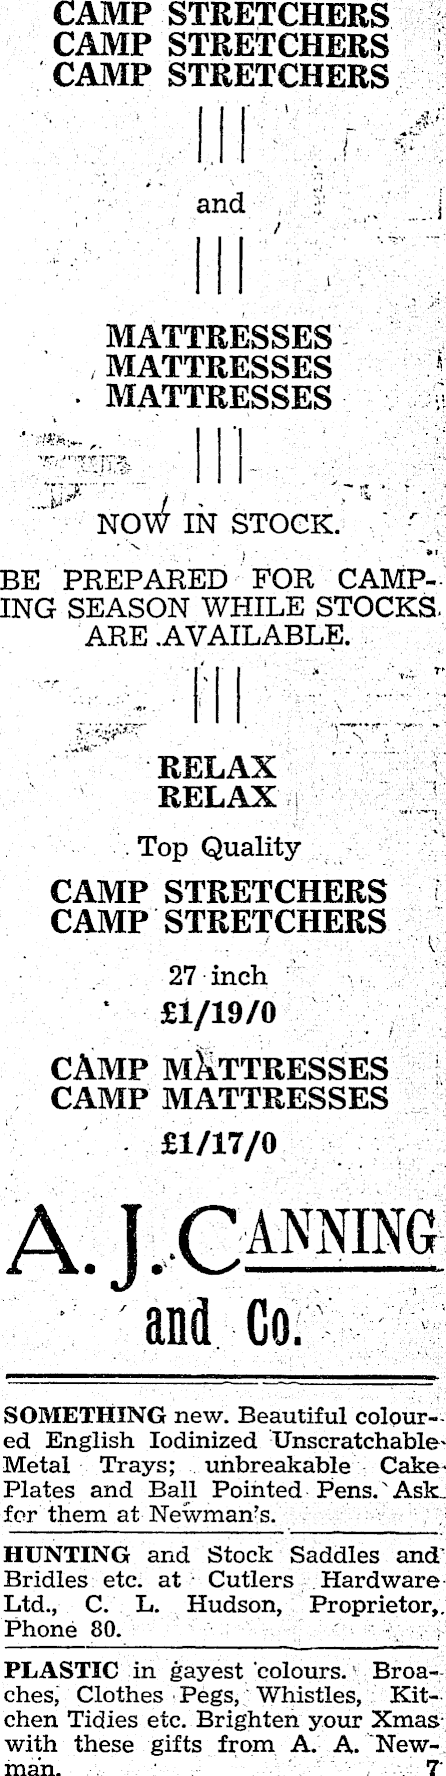 CAMP STRETCHERS
CAMP STRETCHERS
CAMP STRETCHERS
and
MATTRESSES
MATTRESSES
MATTRESSES
NOW IN STOCK.
BE PREPARED FOR CAMP-
ING SEASON WHILE STOCKS
ARE AVAILABLE.
RELAX
RELAX
Top Quality
CAMP STRETCHERS
CAMP STRETCHERS
27 inch
£1/19/0
CAMP MATTRESSES
CAMP MATTRESSES
£1/17/0
A. J. CANNING
and Co.
SOMETHING new. Beautiful colour-
ed English Iodinized Unscratchable
Metal Trays; unbreakable Cake
Plates and Ball Pointed Pens. Ask
for them at Newman's.
HUNTING and Stock Saddles and
Bridles etc. at Cutlers Hardware
Ltd., C. L. Hudson, Proprietor,
Phone 80.
PLASTIC in gayest colours. Broa-
ches, Clothes Pegs, Whistles, Kit-
chen Tidies etc. Brighten your Xmas
with these gifts from A. A. New-
man. 7